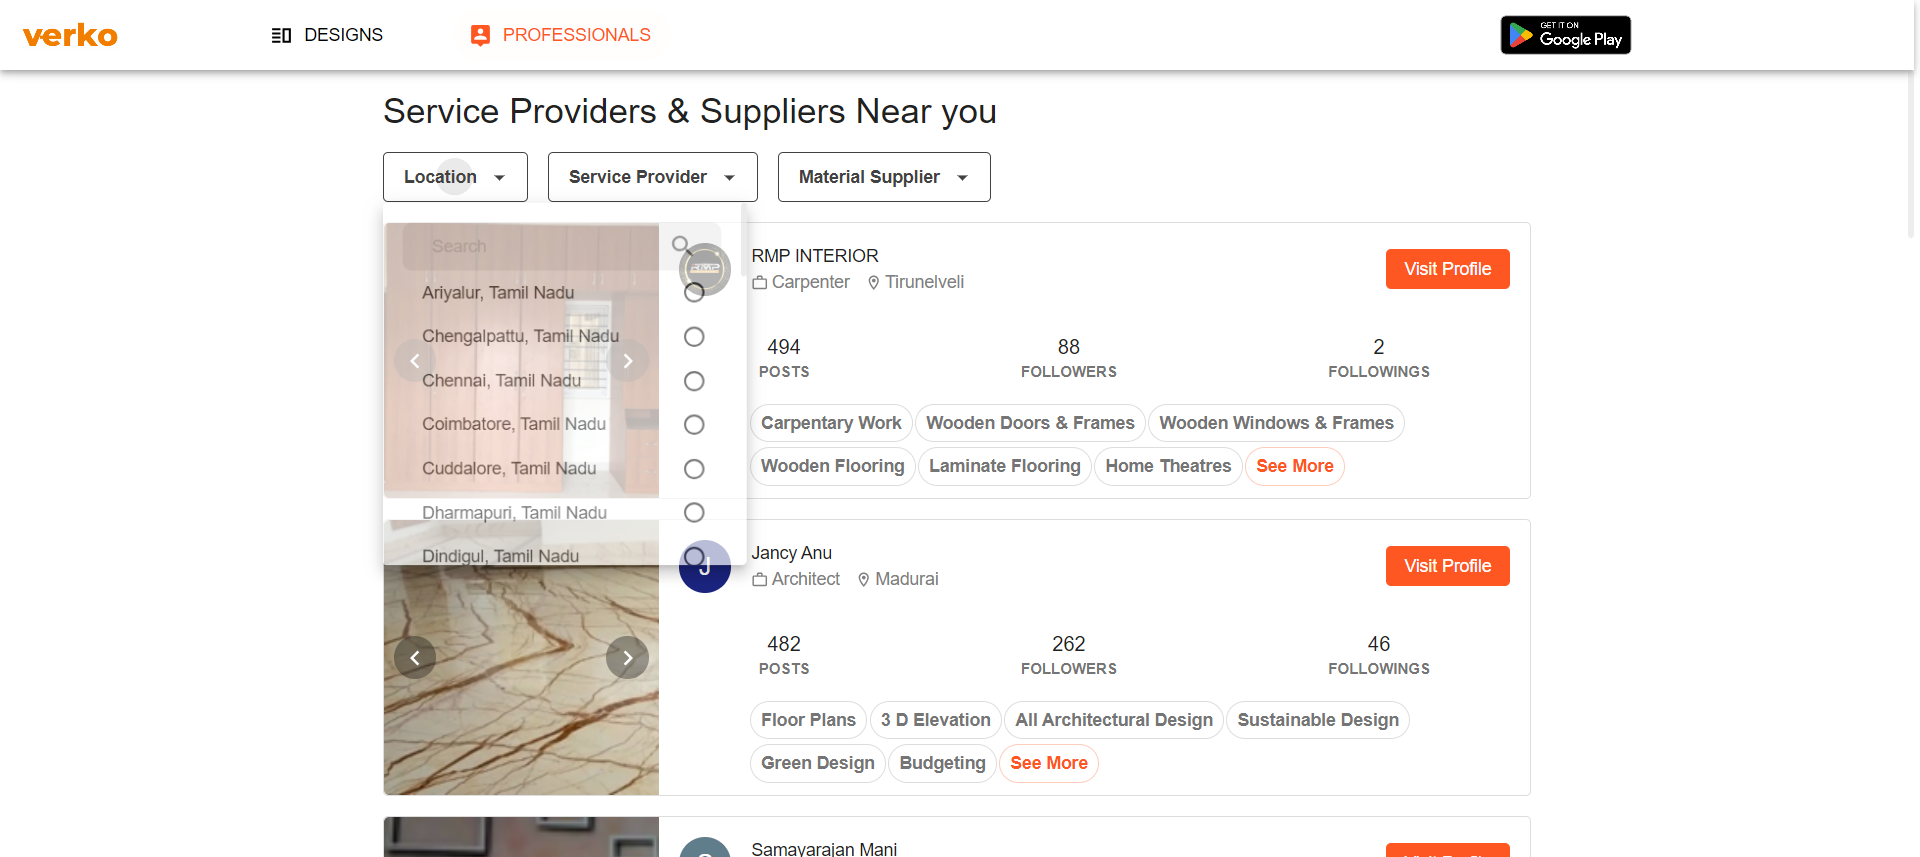 verko
DESIGNS
PROFESSIONALS
GET IT ON
Google Play
Service Providers & Suppliers Near you
Location
Service Provider
Material Supplier
Search
Ariyalur, Tamil Nadu
Chengalpattu, Tamil Nadu
Chennai, Tamil Nadu
Coimbatore, Tamil Nadu
Cuddalore, Tamil Nadu
Dharmapuri, Tamil Nadu
Dindigul, Tamil Nadu
RMP
RMP INTERIOR
Carpenter
Tirunelveli
Visit Profile
494
88
2
POSTS
FOLLOWERS
FOLLOWINGS
Carpentary Work
Wooden Doors & Frames
Wooden Windows & Frames
Wooden Flooring
Laminate Flooring
Home Theatres
See More
J
Jancy Anu
Architect
Madurai
Visit Profile
482
262
46
POSTS
FOLLOWERS
FOLLOWINGS
Floor Plans
3 D Elevation
All Architectural Design
Sustainable Design
Green Design
Budgeting
See More
Samayarajan Mani